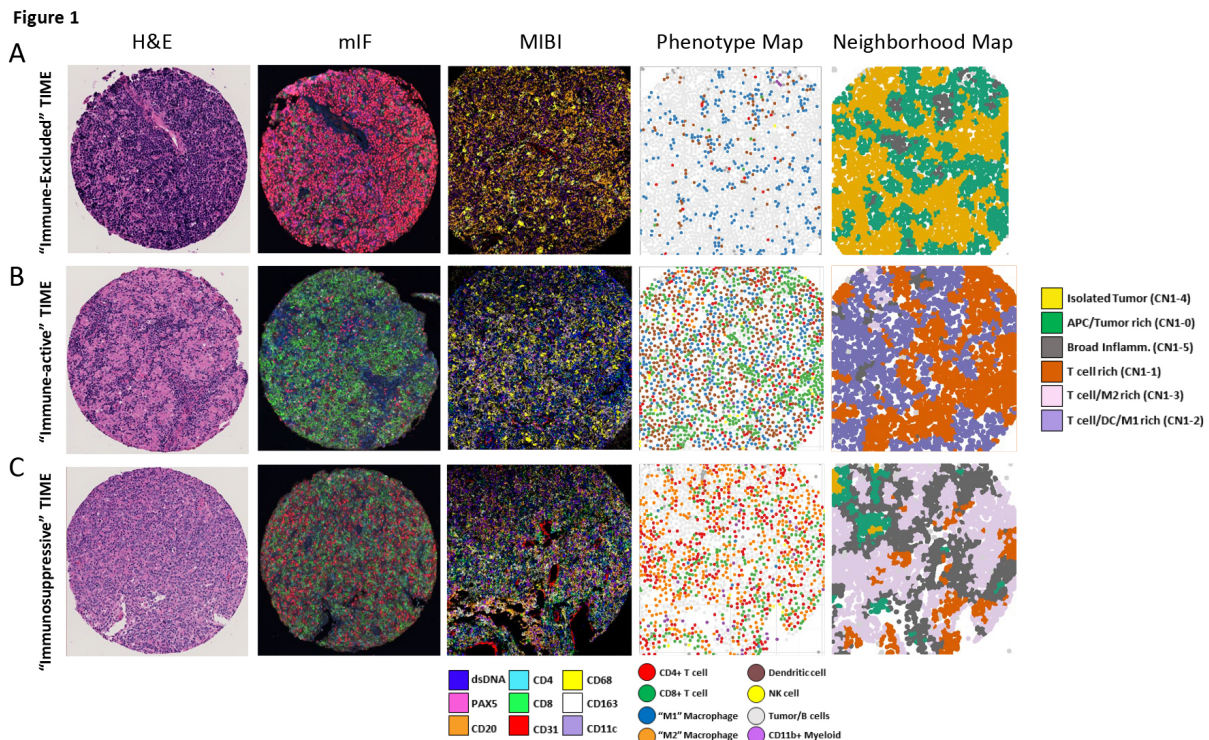 Figure 1
H&E
mIF
MIBI
Phenotype Map
Neighborhood Map
A
"Immune-Excluded" TIME
B
"Immune-active" TIME
C
"Immunosuppressive" TIME
Isolated Tumor (CN1-4)
APC/Tumor rich (CN1-0)
Broad Inflamm. (CN1-5)
T cell rich (CN1-1)
T cell/M2 rich (CN1-3)
T cell/DC/M1 rich (CN1-2)
dsDNA
CD4
CD68
PAX5
CD8
CD163
CD20
CD31
CD11c
CD4+ T cell
Dendritic cell
CD8+ T cell
NK cell
"M1" Macrophage
Tumor/B cells
"M2" Macrophage
CD11b+ Myeloid